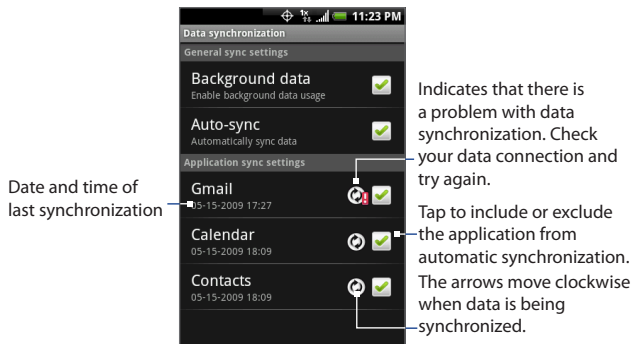 1x 11:23 PM
Data synchronization
General sync settings
Background data
Enable background data usage
Auto-sync
Automatically sync data
Application sync settings
Gmail
05-15-2009 17:27
Calendar
05-15-2009 18:09
Contacts
05-15-2009 18:09
Date and time of
last synchronization
Indicates that there is
a problem with data
synchronization. Check
your data connection and
try again.
Tap to include or exclude
the application from
automatic synchronization.
The arrows move clockwise
when data is being
synchronized.